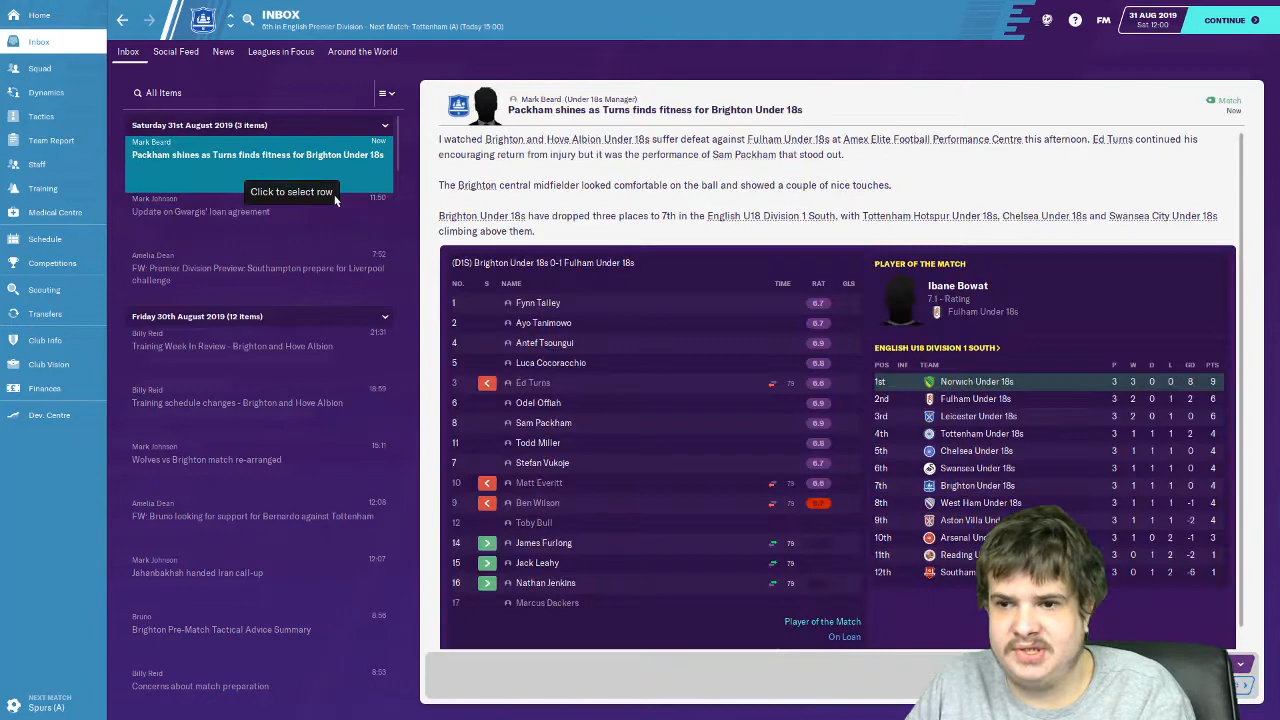 Home
Inbox
Squad
Dynamics
Tactics
Team Report
Staff
Training
Medical Centre
Schedule
Competitions
Scouting
Transfers
Club Info
Club Vision
Finances
Dev. Centre
NEXT MATCH
Spurs (A)
INBOX
6th in English Premier Division - Next Match: Tottenham (A) (Today 15:00)
FM
31 AUG 2019
Sat 12:00
CONTINUE
Inbox Social Feed News Leagues in Focus Around the World
All Items
Saturday 31st August 2019 (3 items)
Mark Beard Now
Packham shines as Turns finds fitness for Brighton Under 18s
Click to select row
Mark Johnson 11:50
Update on Gwargis' loan agreement
Amelia Dean 7:52
FW: Premier Division Preview: Southampton prepare for Liverpool
challenge
Friday 30th August 2019 (12 items)
Billy Reid 21:31
Training Week In Review - Brighton and Hove Albion
Billy Reid 18:59
Training schedule changes - Brighton and Hove Albion
Mark Johnson 15:11
Wolves vs Brighton match re-arranged
Amelia Dean 12:08
FW: Bruno looking for support for Bernardo against Tottenham
Mark Johnson 12:07
Jahanbakhsh handed Iran call-up
Bruno 8:56
Brighton Pre-Match Tactical Advice Summary
Billy Reid 8:53
Concerns about match preparation
Mark Beard (Under 18s Manager)
Packham shines as Turns finds fitness for Brighton Under 18s
Match
Now
I watched Brighton and Hove Albion Under 18s suffer defeat against Fulham Under 18s at Amex Elite Football Performance Centre this afternoon. Ed Turns continued his
encouraging return from injury but it was the performance of Sam Packham that stood out.
The Brighton central midfielder looked comfortable on the ball and showed a couple of nice touches.
Brighton Under 18s have dropped three places to 7th in the English U18 Division 1 South, with Tottenham Hotspur Under 18s, Chelsea Under 18s and Swansea City Under 18s
climbing above them.
(D1S) Brighton Under 18s 0-1 Fulham Under 18s
NO. S NAME TIME RAT GLS
1 Fynn Talley 6.7
2 Ayo Tanimowo 6.7
4 Antef Tsoungui 6.9
5 Luca Cocoracchio 6.8
3 Ed Turns 79 6.6
6 Odel Offiah 6.9
8 Sam Packham 6.9
11 Todd Miller 6.8
7 Stefan Vukoje 6.7
10 Matt Everitt 79 6.6
9 Ben Wilson 79 5.7
12 Toby Bull
14 James Furlong 79
15 Jack Leahy 79
16 Nathan Jenkins 79
17 Marcus Dackers
Player of the Match
On Loan
PLAYER OF THE MATCH
Ibane Bowat
7.1 - Rating
Fulham Under 18s
ENGLISH U18 DIVISION 1 SOUTH>
POS INF TEAM P W D L GD PTS
1st Norwich Under 18s 3 3 0 0 8 9
2nd Fulham Under 18s 3 2 0 1 2 6
3rd Leicester Under 18s 3 2 0 1 0 6
4th Tottenham Under 18s 3 1 1 1 2 4
5th Chelsea Under 18s 3 1 1 1 0 4
6th Swansea Under 18s 3 1 1 1 0 4
7th Brighton Under 18s 3 1 1 1 0 4
8th West Ham Under 18s 3 1 1 1 -1 4
9th Aston Villa Und 3 1 1 1 -2 4
10th Arsenal Under 3 1 0 2 -1 3
11th Reading U 3 1 0 2 -2 3
12th Southam 3 0 1 2 -6 1